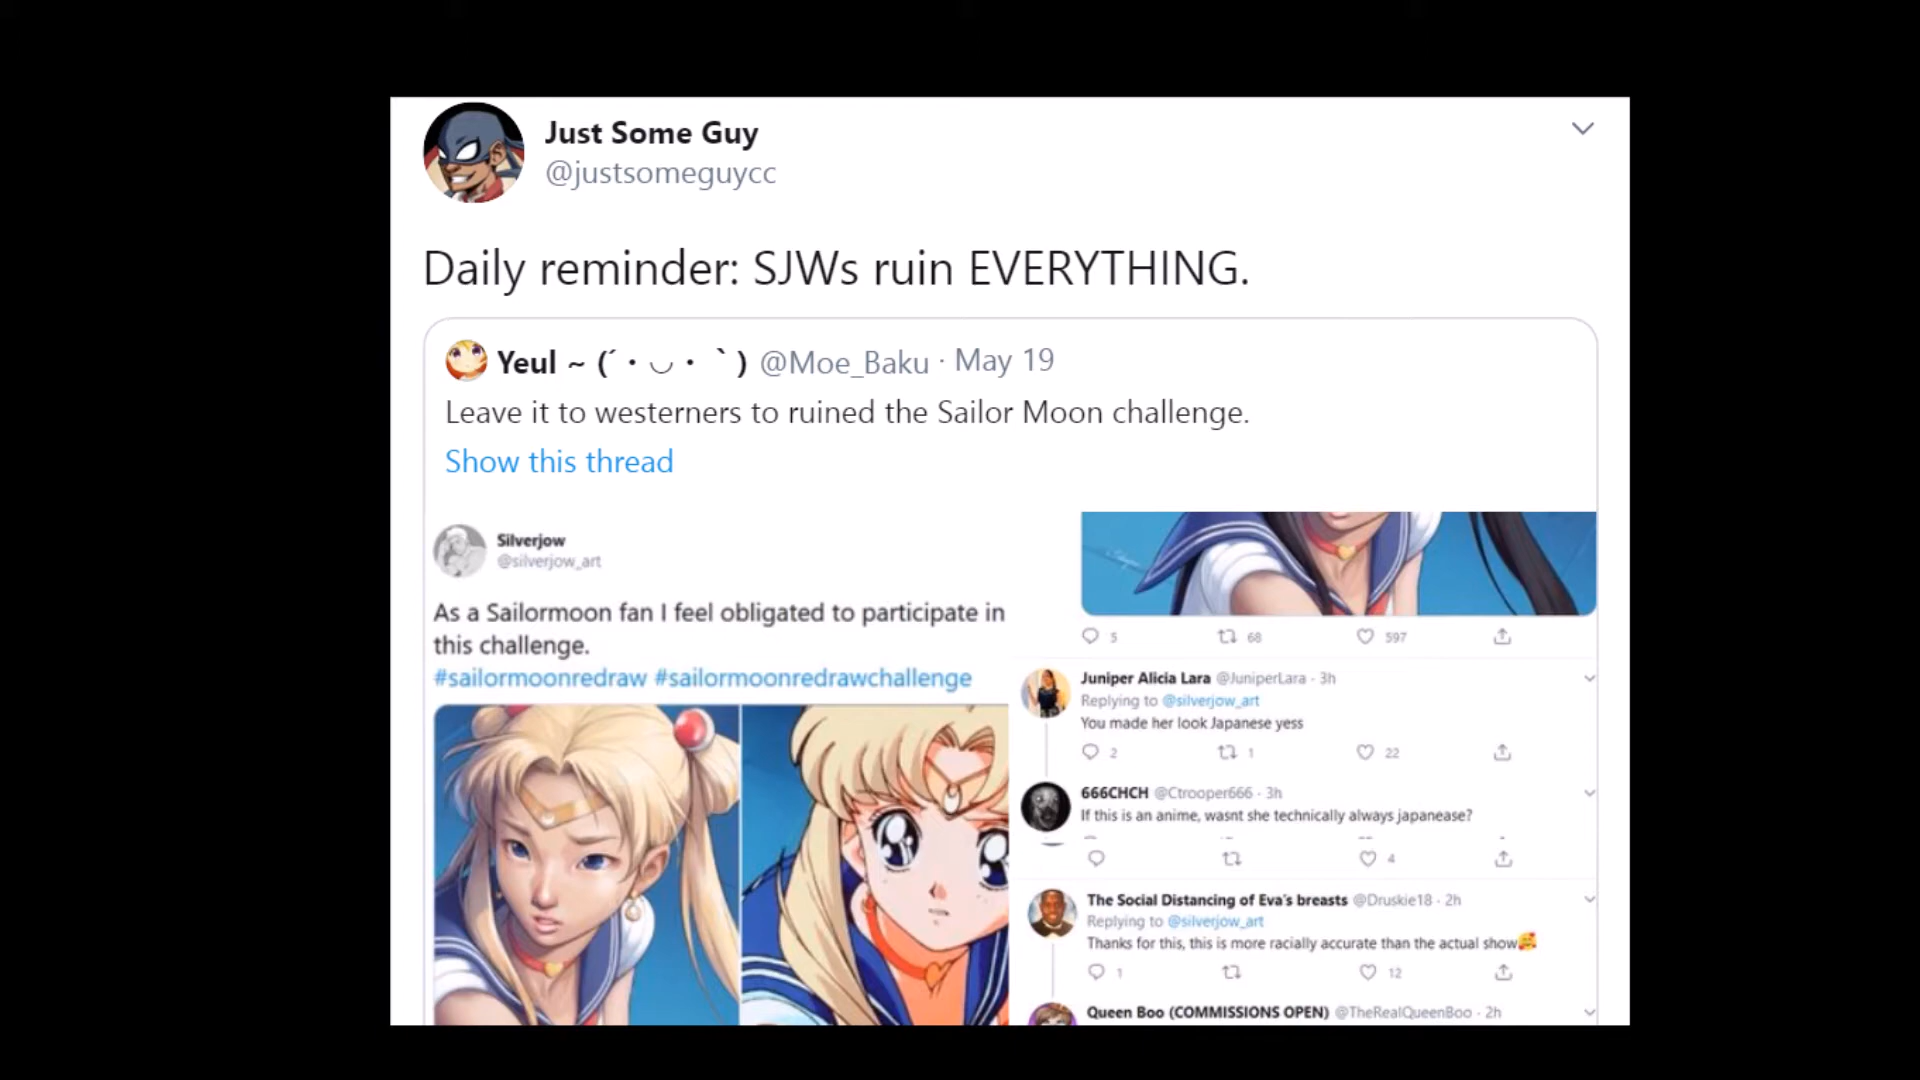 Just Some Guy
@justsomeguycc
Daily reminder: SJWs ruin EVERYTHING.
Yeul ~ (´・◡・`) @Moe_Baku · May 19
Leave it to westerners to ruined the Sailor Moon challenge.
Show this thread
Silverjow
@silverjow_art
As a Sailormoon fan I feel obligated to participate in
this challenge.
#sailormoonredraw #sailormoonredrawchallenge
5 68 597
Juniper Alicia Lara @JuniperLara · 3h
Replying to @silverjow_art
You made her look Japanese yess
2 1 22
666CHCH @Ctrooper666 · 3h
If this is an anime, wasnt she technically always japanease?
4
The Social Distancing of Eva's breasts @Druskie18 · 2h
Replying to @silverjow_art
Thanks for this, this is more racially accurate than the actual show🥰
1 12
Queen Boo (COMMISSIONS OPEN) @TheRealQueenBoo · 2h